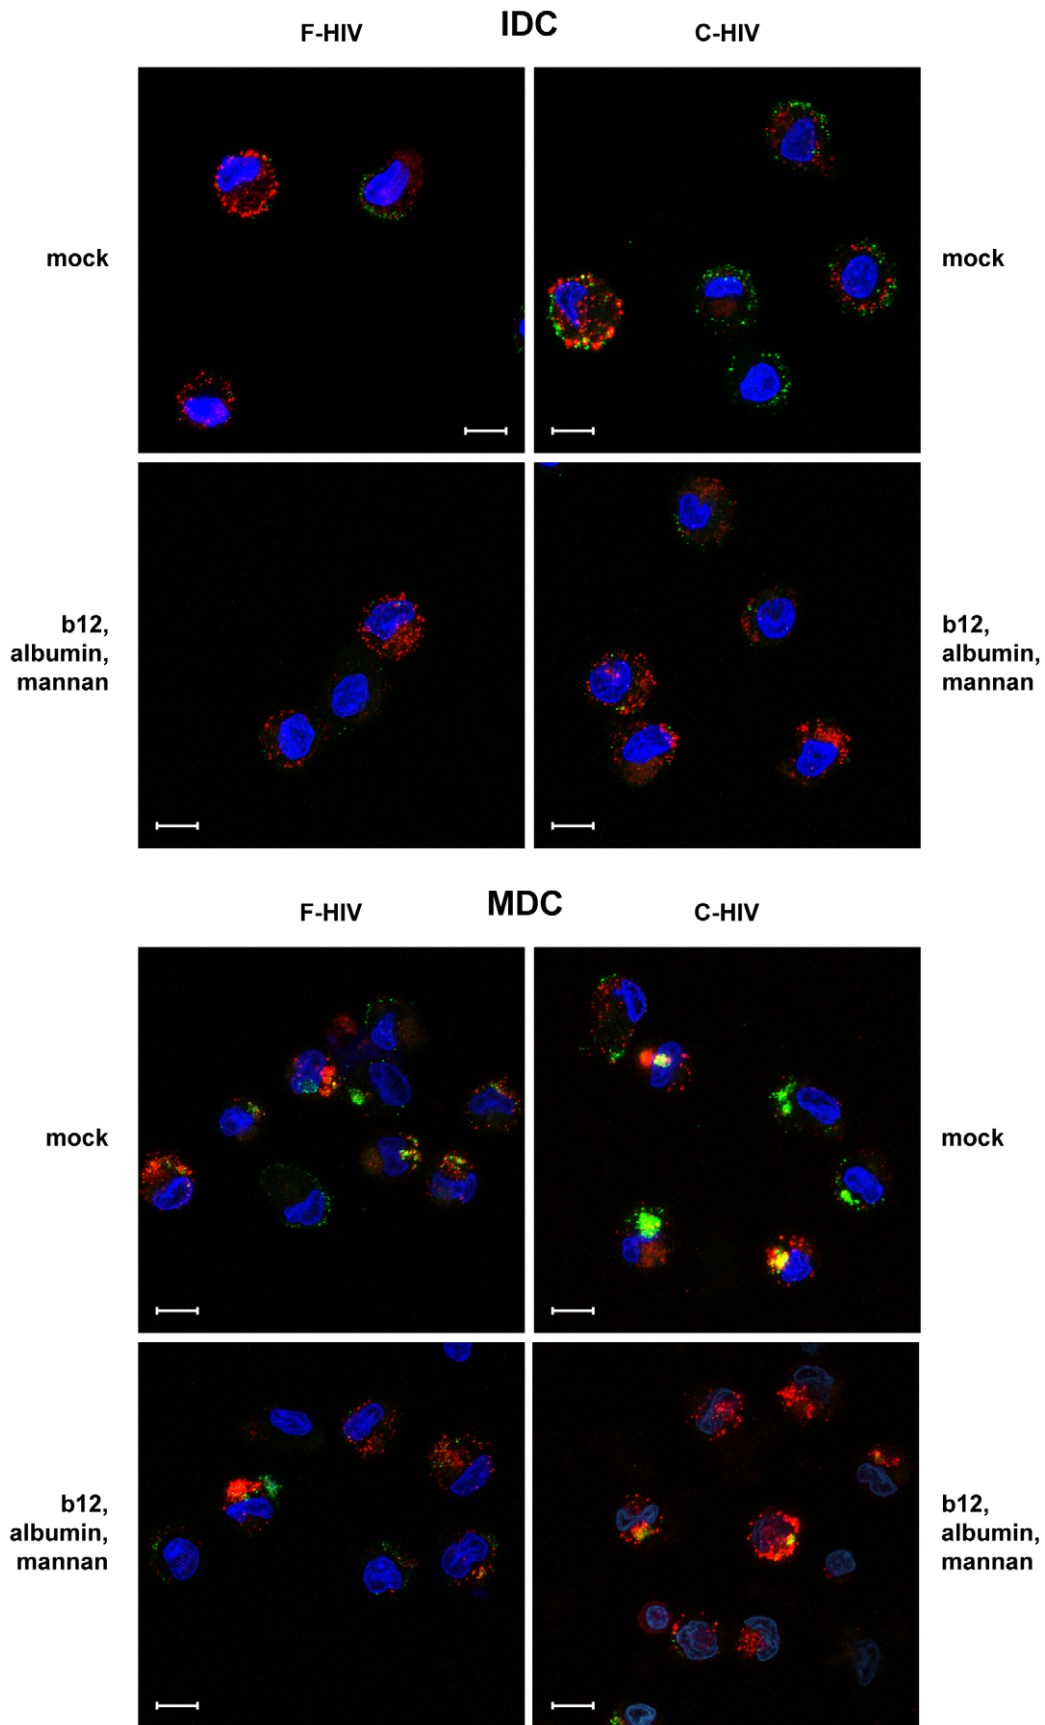 IDC
F-HIV
C-HIV
mock
mock
b12,
albumin,
mannan
b12,
albumin,
mannan
MDC
F-HIV
C-HIV
mock
mock
b12,
albumin,
mannan
b12,
albumin,
mannan